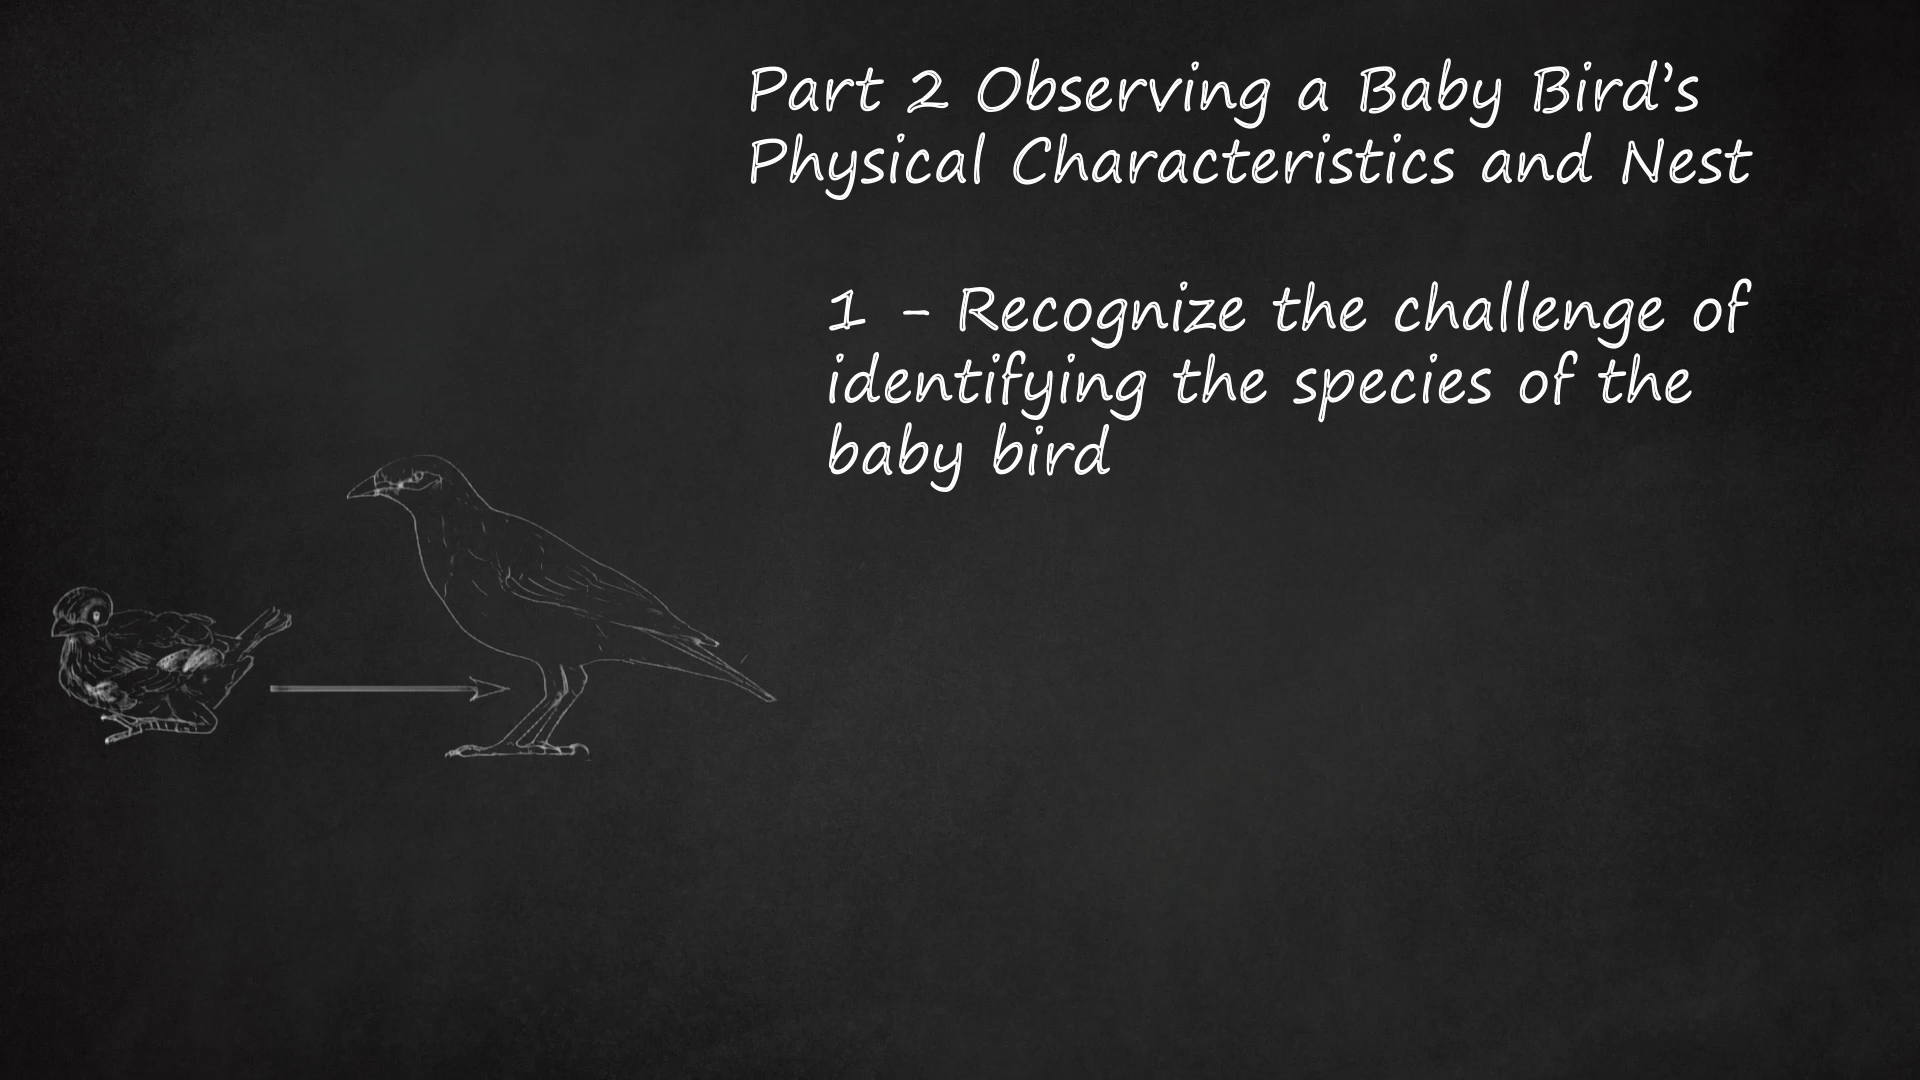 Part 2 Observing a Baby Bird’s
Physical Characteristics and Nest
1 - Recognize the challenge of
identifying the species of the
baby bird